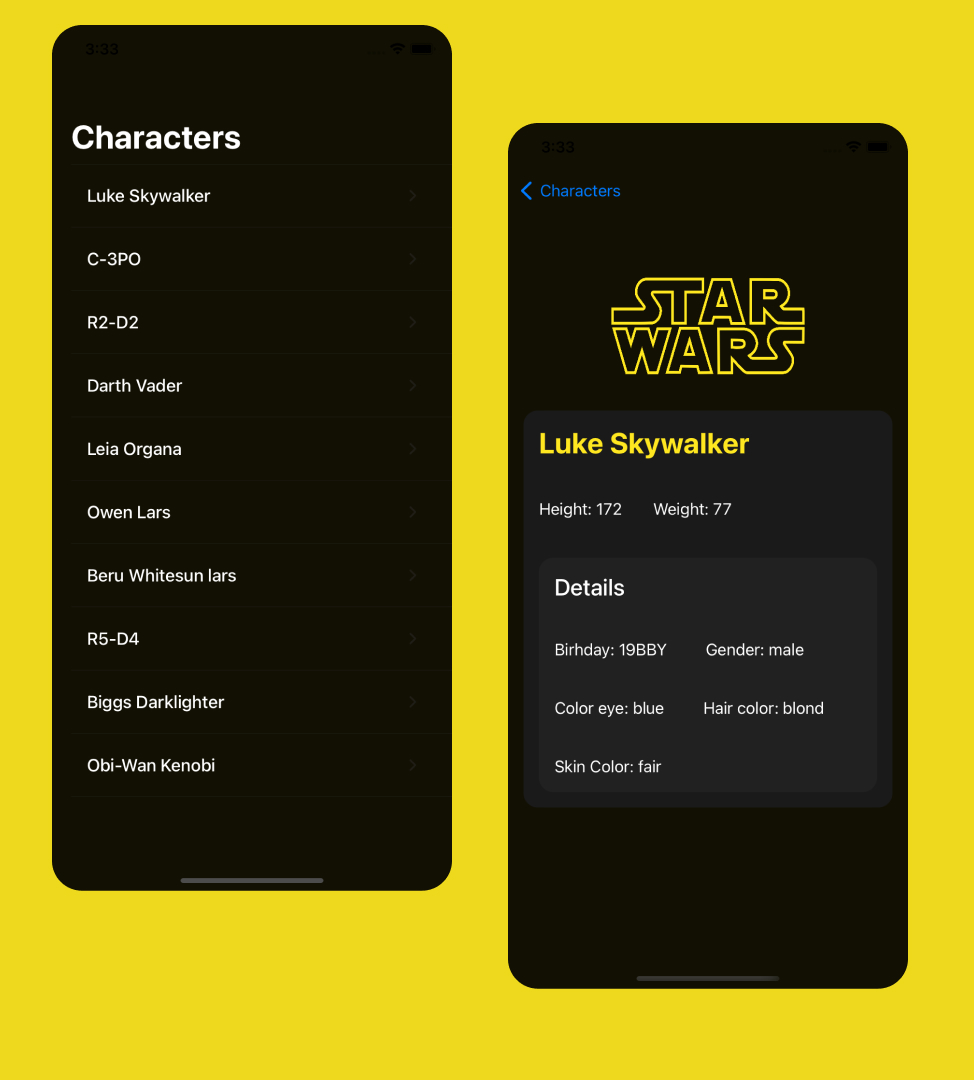 3:33
Characters
Luke Skywalker
C-3PO
R2-D2
Darth Vader
Leia Organa
Owen Lars
Beru Whitesun lars
R5-D4
Biggs Darklighter
Obi-Wan Kenobi
3:33
Characters
STAR
WARS
Luke Skywalker
Height: 172 Weight: 77
Details
Birhday: 19BBY Gender: male
Color eye: blue Hair color: blond
Skin Color: fair